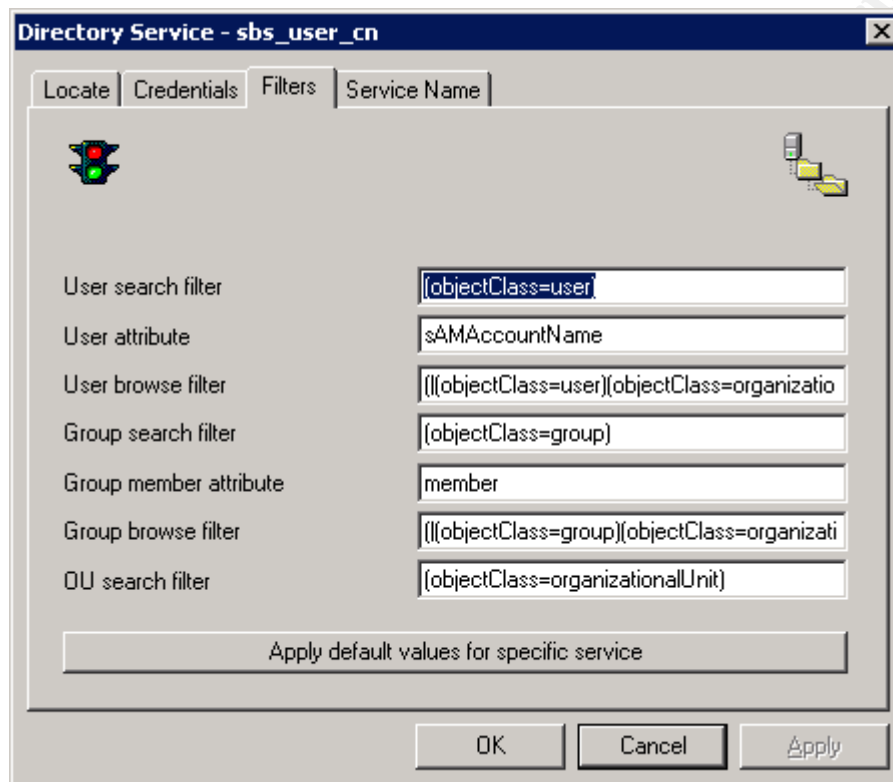 Directory Service - sbs_user_cn
Locate Credentials Filters Service Name
User search filter (objectClass=user)
User attribute sAMAccountName
User browse filter (|(objectClass=user)(objectClass=organizatio
Group search filter (objectClass=group)
Group member attribute member
Group browse filter (|(objectClass=group)(objectClass=organizati
OU search filter (objectClass=organizationalUnit)
Apply default values for specific service
OK Cancel Apply